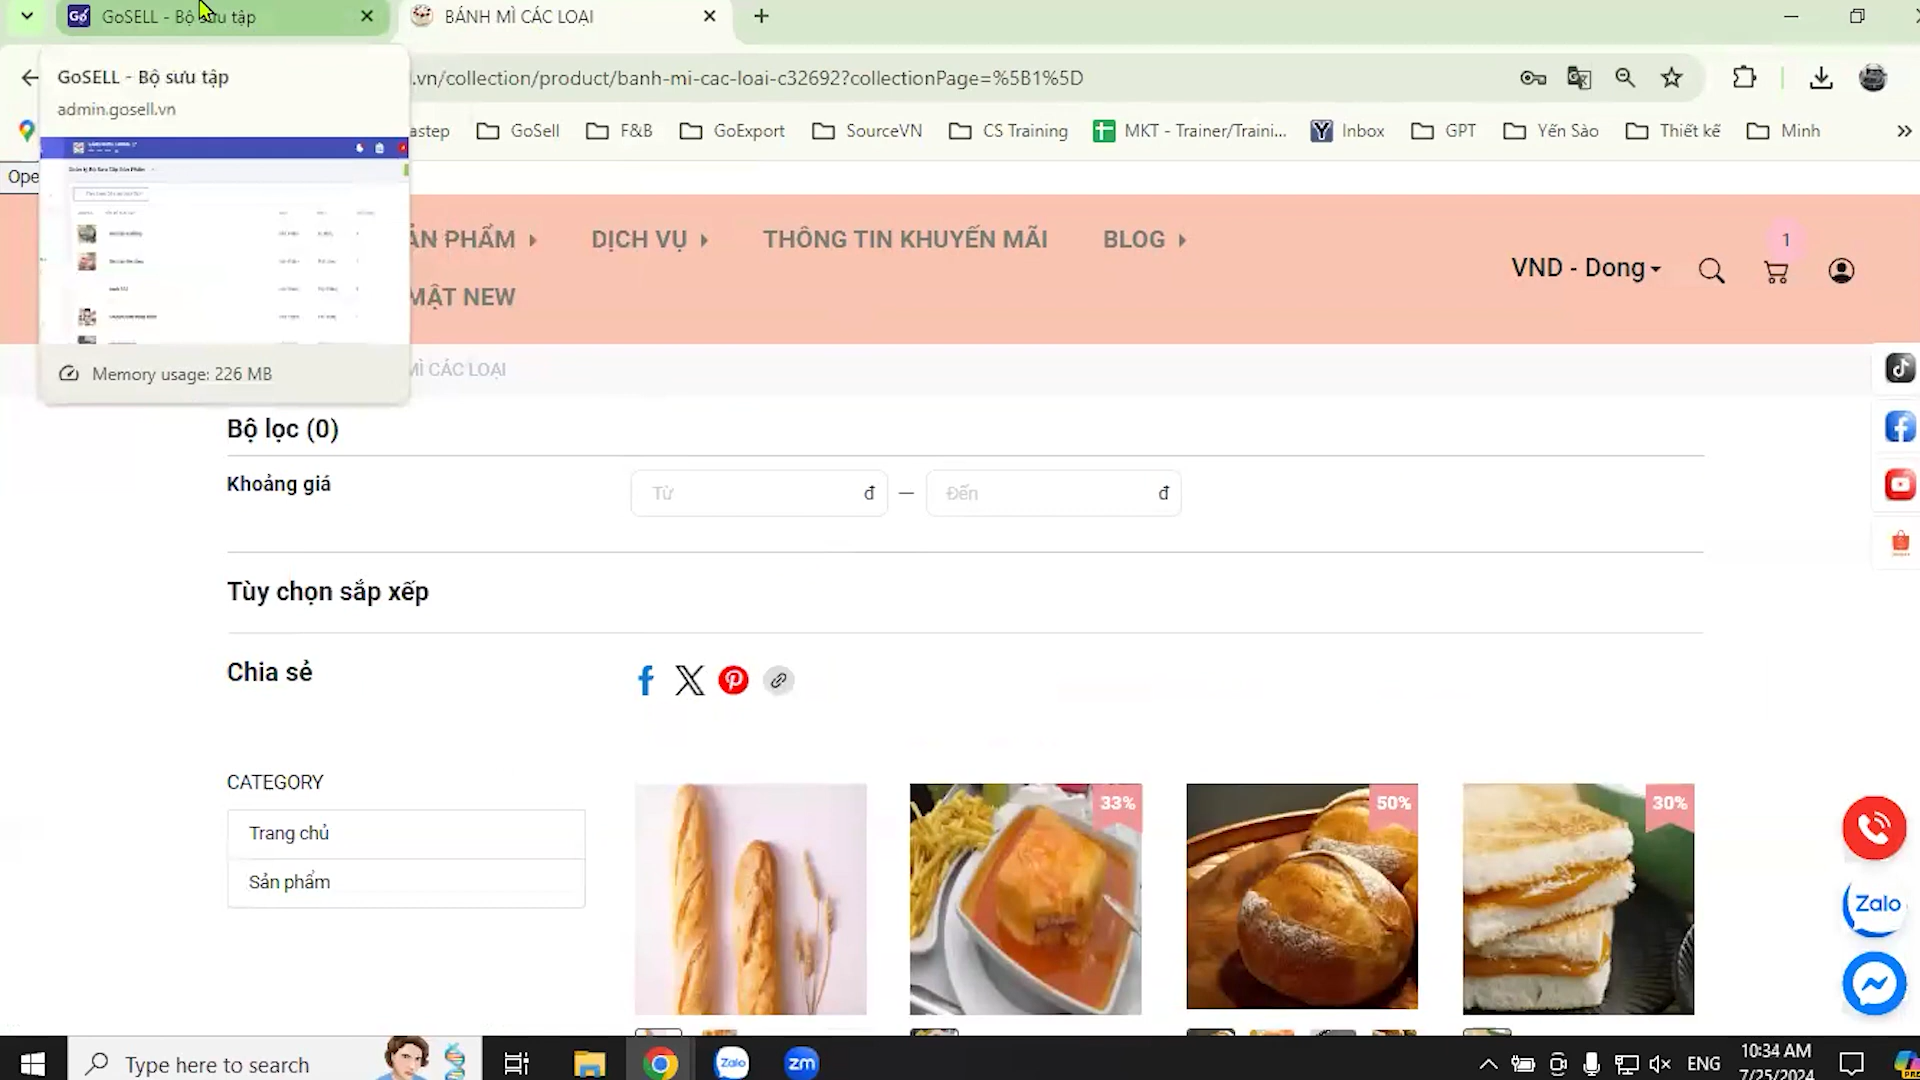 GoSELL - Bộ sưu tập
BÁNH MÌ CÁC LOẠI
GoSELL - Bộ sưu tập
admin.gosell.vn
.vn/collection/product/banh-mi-cac-loai-c32692?collectionPage=%5B1%5D
astep
GoSell
F&B
GoExport
SourceVN
CS Training
MKT - Trainer/Traini...
Inbox
GPT
Yến Sào
Thiết kế
Minh
Ope
Memory usage: 226 MB
ẢN PHẨM
DỊCH VỤ
THÔNG TIN KHUYẾN MÃI
BLOG
MẬT NEW
VND - Dong
1
MÌ CÁC LOẠI
Bộ lọc (0)
Khoảng giá
Từ
đ
—
Đến
đ
Tùy chọn sắp xếp
Chia sẻ
CATEGORY
Trang chủ
Sản phẩm
33%
50%
30%
Zalo
Type here to search
Zalo
zm
ENG
10:34 AM
7/25/2024